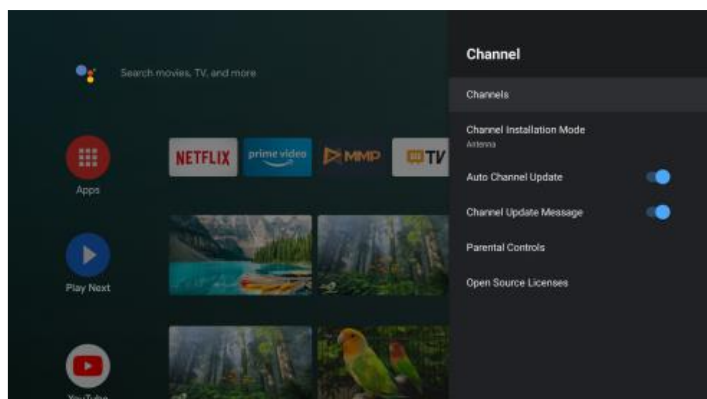 Search movies, TV, and more
Apps
NETFLIX
prime video
MMP
TV
Play Next
YouTube
Channel
Channels
Channel Installation Mode
Antenna
Auto Channel Update
Channel Update Message
Parental Controls
Open Source Licenses